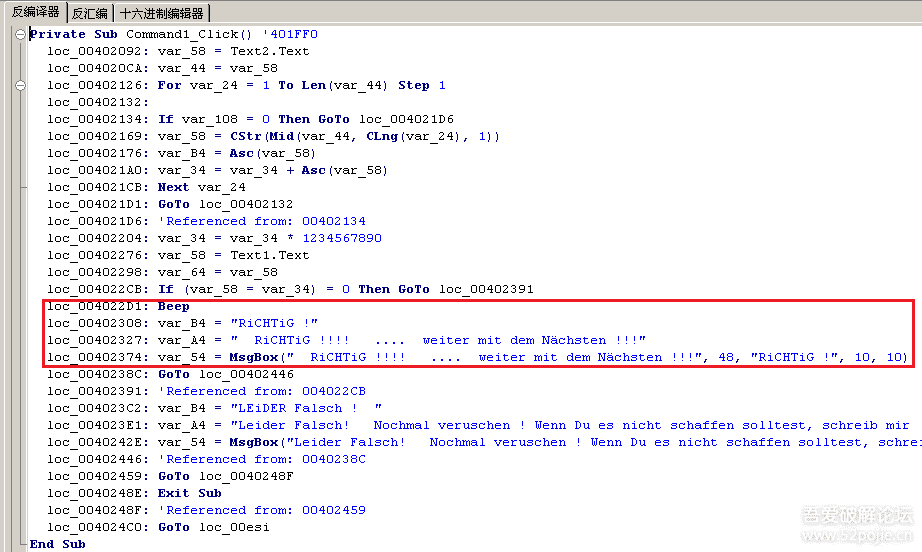 反编译器 反汇编 十六进制编辑器
Private Sub Command1_Click() '401FF0
loc_00402092: var_58 = Text2.Text
loc_004020CA: var_44 = var_58
loc_00402126: For var_24 = 1 To Len(var_44) Step 1
loc_00402132:
loc_00402134: If var_108 = 0 Then GoTo loc_004021D6
loc_00402169: var_58 = CStr(Mid(var_44, CLng(var_24), 1))
loc_00402176: var_B4 = Asc(var_58)
loc_004021A0: var_34 = var_34 + Asc(var_58)
loc_004021CB: Next var_24
loc_004021D1: GoTo loc_00402132
loc_004021D6: 'Referenced from: 00402134
loc_00402204: var_34 = var_34 * 1234567890
loc_00402276: var_58 = Text1.Text
loc_00402298: var_64 = var_58
loc_004022CB: If (var_58 = var_34) = 0 Then GoTo loc_00402391
loc_004022D1: Beep
loc_00402308: var_B4 = "RiCHTiG !"
loc_00402327: var_A4 = "  RiCHTiG !!!!   ....  weiter mit dem Nächsten !!!"
loc_00402374: var_54 = MsgBox("  RiCHTiG !!!!   ....  weiter mit dem Nächsten !!!", 48, "RiCHTiG !", 10, 10)
loc_0040238C: GoTo loc_00402446
loc_00402391: 'Referenced from: 004022CB
loc_004023C2: var_B4 = "LEiDER Falsch !  "
loc_004023E1: var_A4 = "Leider Falsch!   Nochmal veruschen ! Wenn Du es nicht schaffen solltest, schreib mir
loc_0040242E: var_54 = MsgBox("Leider Falsch!   Nochmal veruschen ! Wenn Du es nicht schaffen solltest, schre
loc_00402446: 'Referenced from: 0040238C
loc_00402459: GoTo loc_0040248F
loc_0040248E: Exit Sub
loc_0040248F: 'Referenced from: 00402459
loc_004024C0: GoTo loc_00esi
End Sub
吾爱破解论坛
www.52pojie.cn